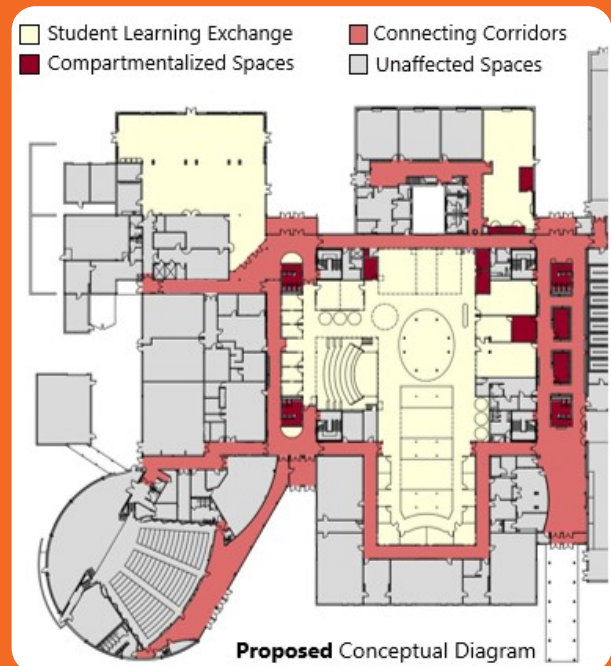 Student Learning Exchange
Connecting Corridors
Compartmentalized Spaces
Unaffected Spaces
Proposed Conceptual Diagram